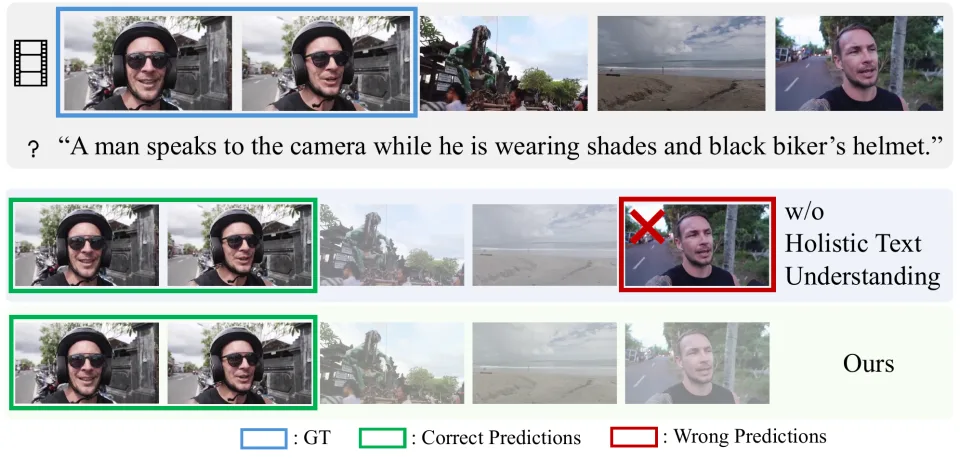 ? “A man speaks to the camera while he is wearing shades and black biker’s helmet.”
w/o
Holistic Text
Understanding
Ours
: GT
: Correct Predictions
: Wrong Predictions